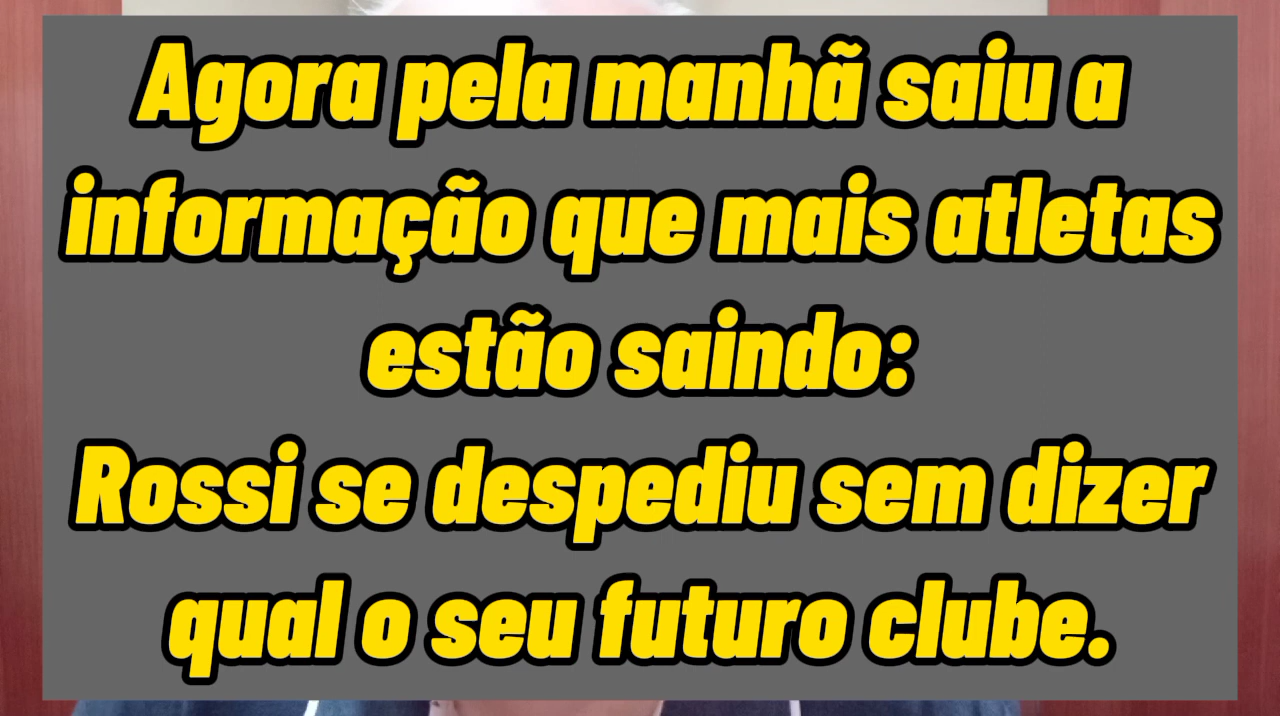 Agora pela manhã saiu a
informação que mais atletas
estão saindo:
Rossi se despediu sem dizer
qual o seu futuro clube.